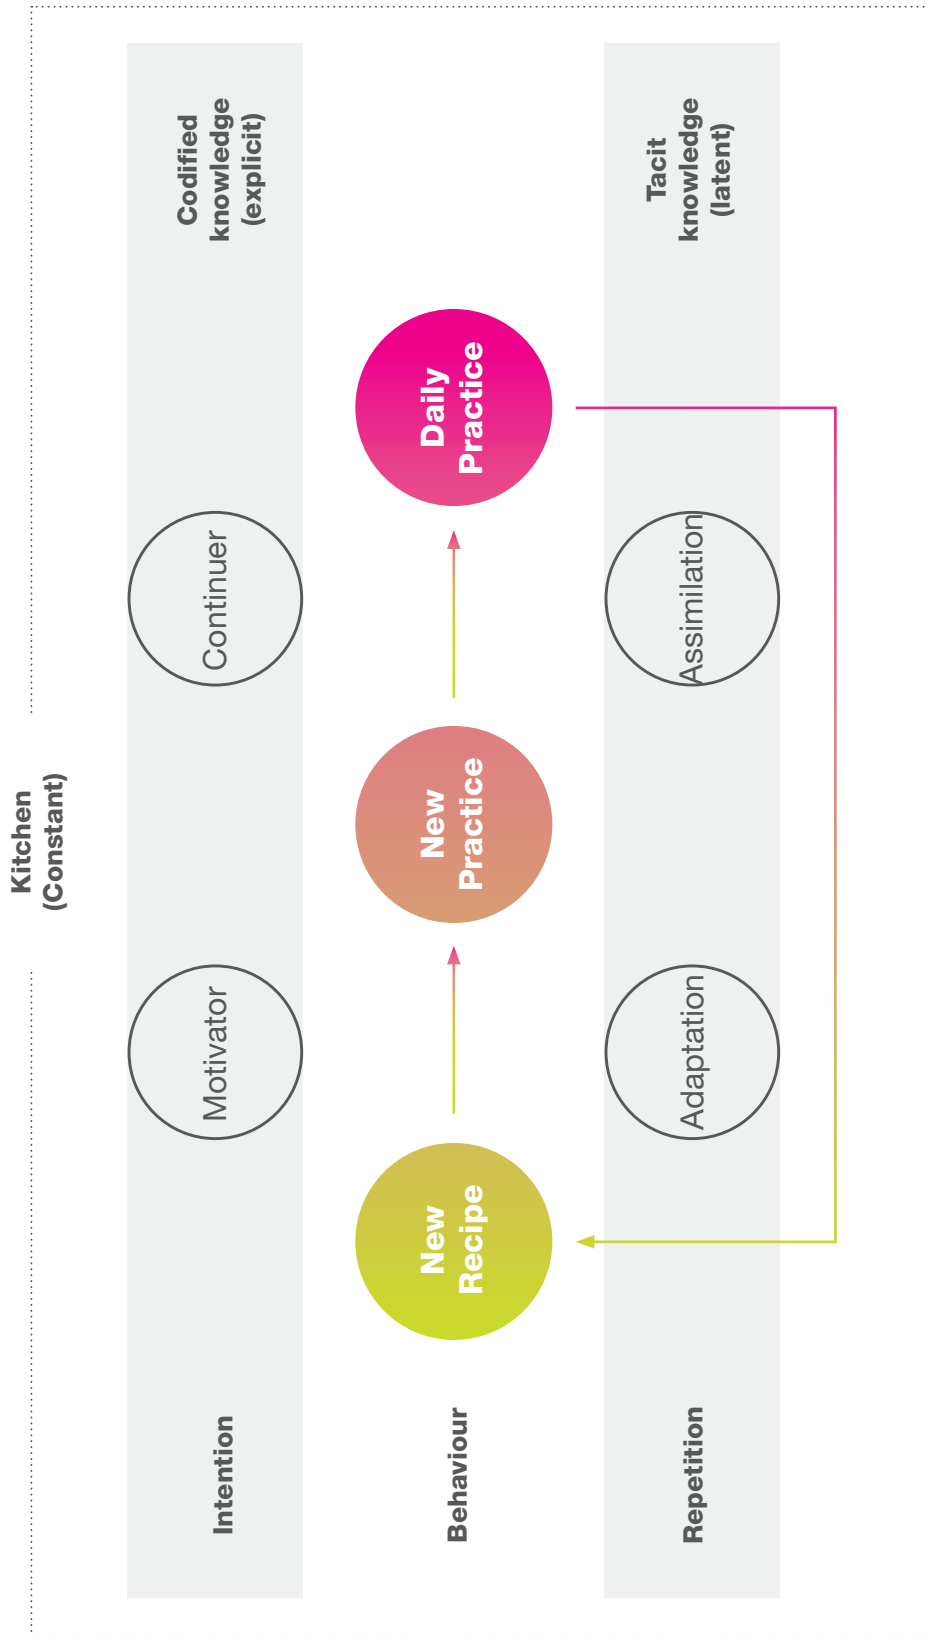 Kitchen
(Constant)
Intention
Motivator
Continuer
Codified
knowledge
(explicit)
Behaviour
New
Recipe
New
Practice
Daily
Practice
Repetition
Adaptation
Assimilation
Tacit
knowledge
(latent)